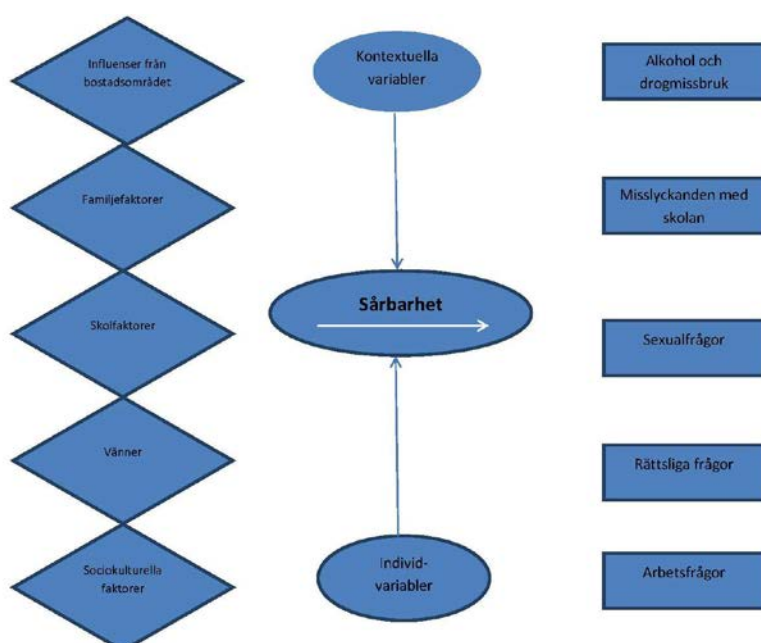 Influenser från
bostadsområdet
Familjefaktorer
Skolfaktorer
Vänner
Sociokulturella
faktorer
Kontextuella
variabler
Sårbarhet
Individ-
variabler
Alkohol och
drogmissbruk
Misslyckanden med
skolan
Sexualfrågor
Rättsliga frågor
Arbetsfrågor